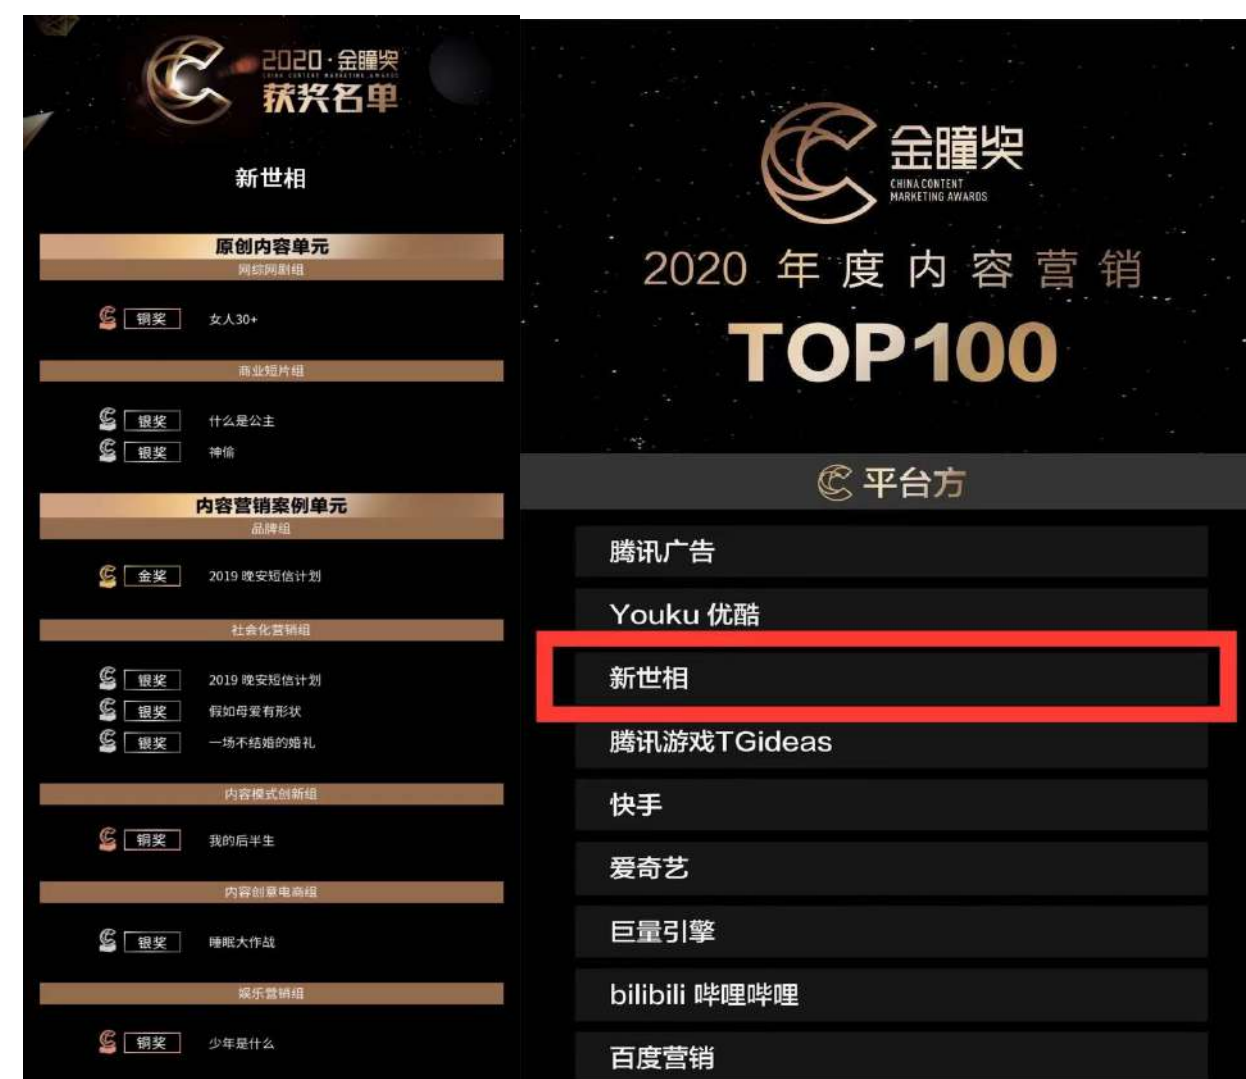 2020·金瞳奖
CHINA CONTENT MARKETING AWARDS
获奖名单
新世相
原创内容单元
网综网剧组
铜奖 女人30+
商业短片组
银奖 什么是公主
银奖 神偷
内容营销案例单元
品牌组
金奖 2019 晚安短信计划
社会化营销组
银奖 2019 晚安短信计划
银奖 假如母爱有形状
银奖 一场不结婚的婚礼
内容模式创新组
铜奖 我的后半生
内容创意电商组
银奖 睡眠大作战
娱乐营销组
铜奖 少年是什么
金瞳奖
CHINA CONTENT
MARKETING AWARDS
2020 年度内容营销
TOP100
平台方
腾讯广告
Youku 优酷
新世相
腾讯游戏TGideas
快手
爱奇艺
巨量引擎
bilibili 哔哩哔哩
百度营销